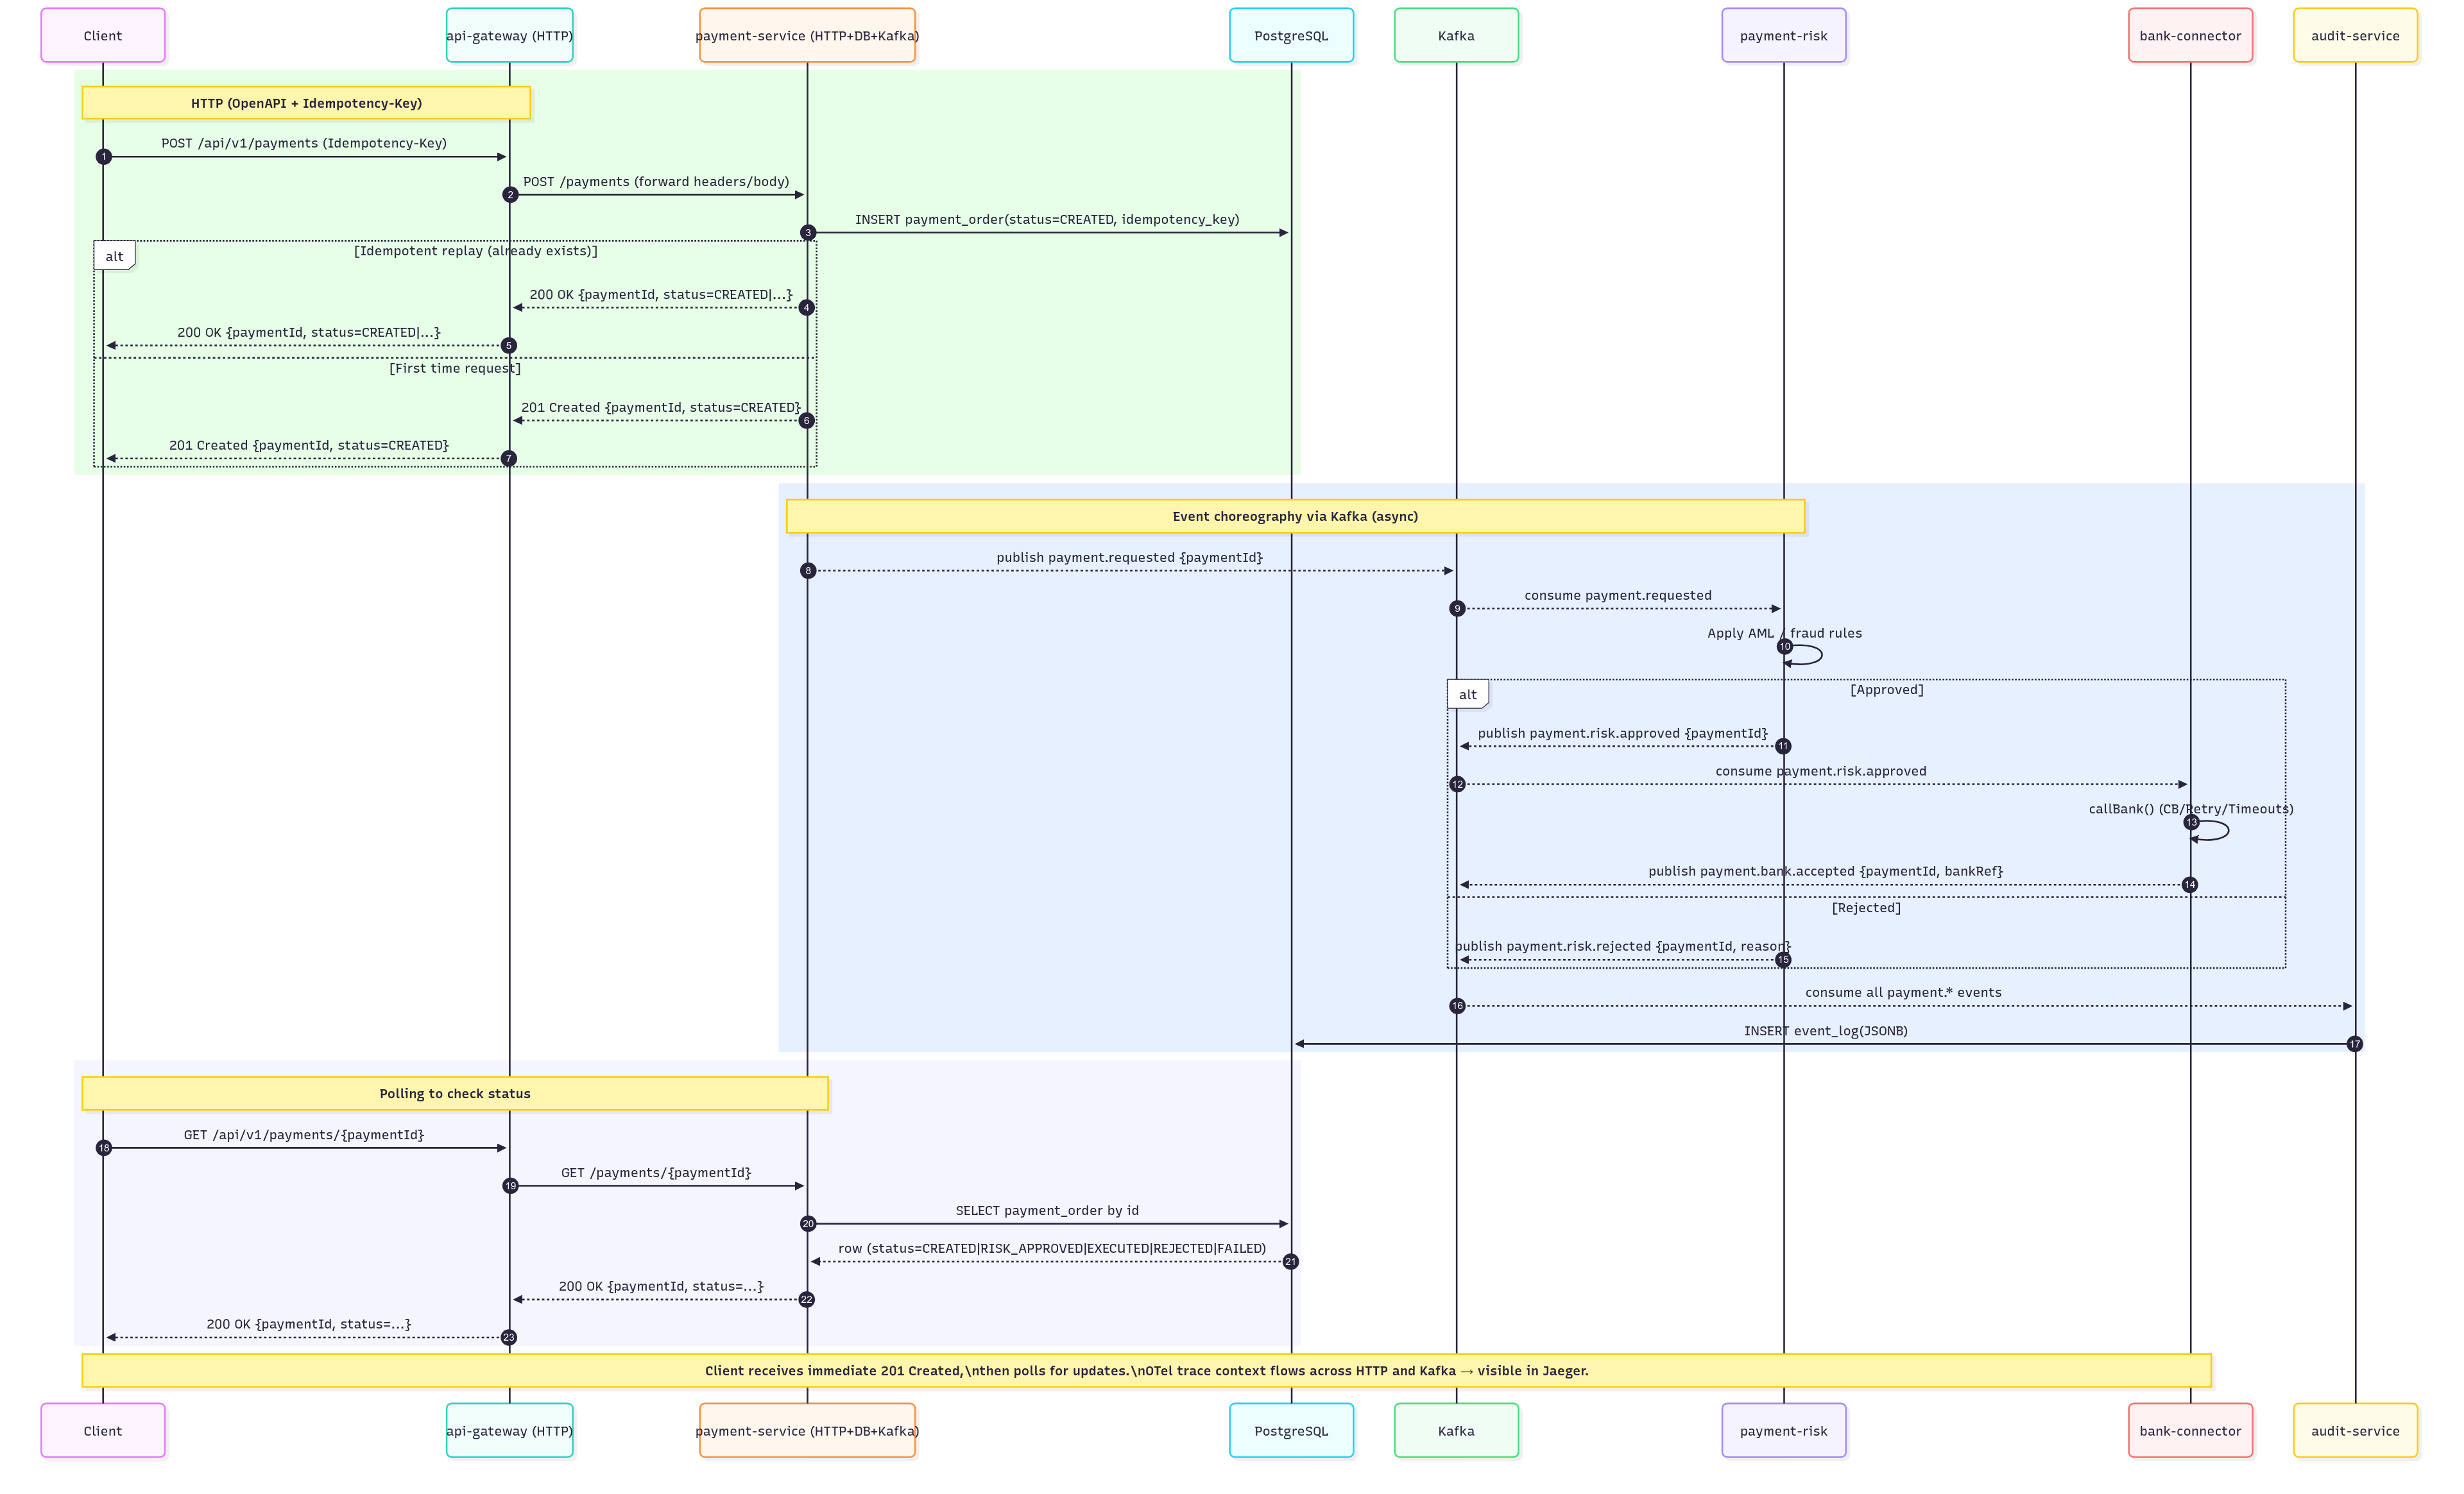 Client
api-gateway (HTTP)
payment-service (HTTP+DB+Kafka)
PostgreSQL
Kafka
payment-risk
bank-connector
audit-service
HTTP (OpenAPI + Idempotency-Key)
POST /api/v1/payments (Idempotency-Key)
1
POST /payments (forward headers/body)
2
INSERT payment_order(status=CREATED, idempotency_key)
3
alt
[Idempotent replay (already exists)]
200 OK {paymentId, status=CREATED|...}
4
200 OK {paymentId, status=CREATED|...}
5
[First time request]
201 Created {paymentId, status=CREATED}
6
201 Created {paymentId, status=CREATED}
7
Event choreography via Kafka (async)
publish payment.requested {paymentId}
8
consume payment.requested
9
Apply AML / fraud rules
10
alt
[Approved]
publish payment.risk.approved {paymentId}
11
consume payment.risk.approved
12
callBank() (CB/Retry/Timeouts)
13
publish payment.bank.accepted {paymentId, bankRef}
14
[Rejected]
publish payment.risk.rejected {paymentId, reason}
15
consume all payment.* events
16
INSERT event_log(JSONB)
17
Polling to check status
GET /api/v1/payments/{paymentId}
18
GET /payments/{paymentId}
19
SELECT payment_order by id
20
row (status=CREATED|RISK_APPROVED|EXECUTED|REJECTED|FAILED)
21
200 OK {paymentId, status=...}
22
200 OK {paymentId, status=...}
23
Client receives immediate 201 Created,\nthen polls for updates.\nOTel trace context flows across HTTP and Kafka → visible in Jaeger.
Client
api-gateway (HTTP)
payment-service (HTTP+DB+Kafka)
PostgreSQL
Kafka
payment-risk
bank-connector
audit-service